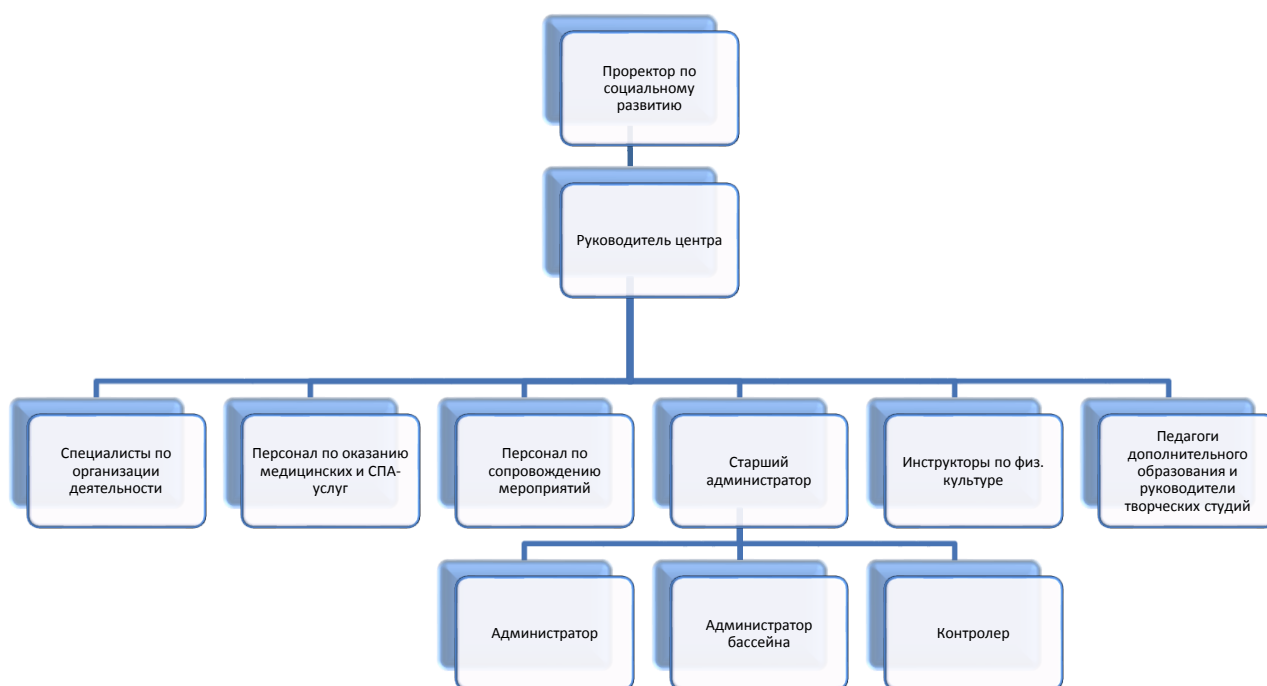 Проректор по
социальному
развитию
Руководитель центра
Специалисты по
организации
деятельности
Персонал по оказанию
медицинских и СПА-
услуг
Персонал по
сопровождению
мероприятий
Старший
администратор
Инструкторы по физ.
культуре
Педагоги
дополнительного
образования и
руководители
творческих студий
Администратор
Администратор
бассейна
Контролер